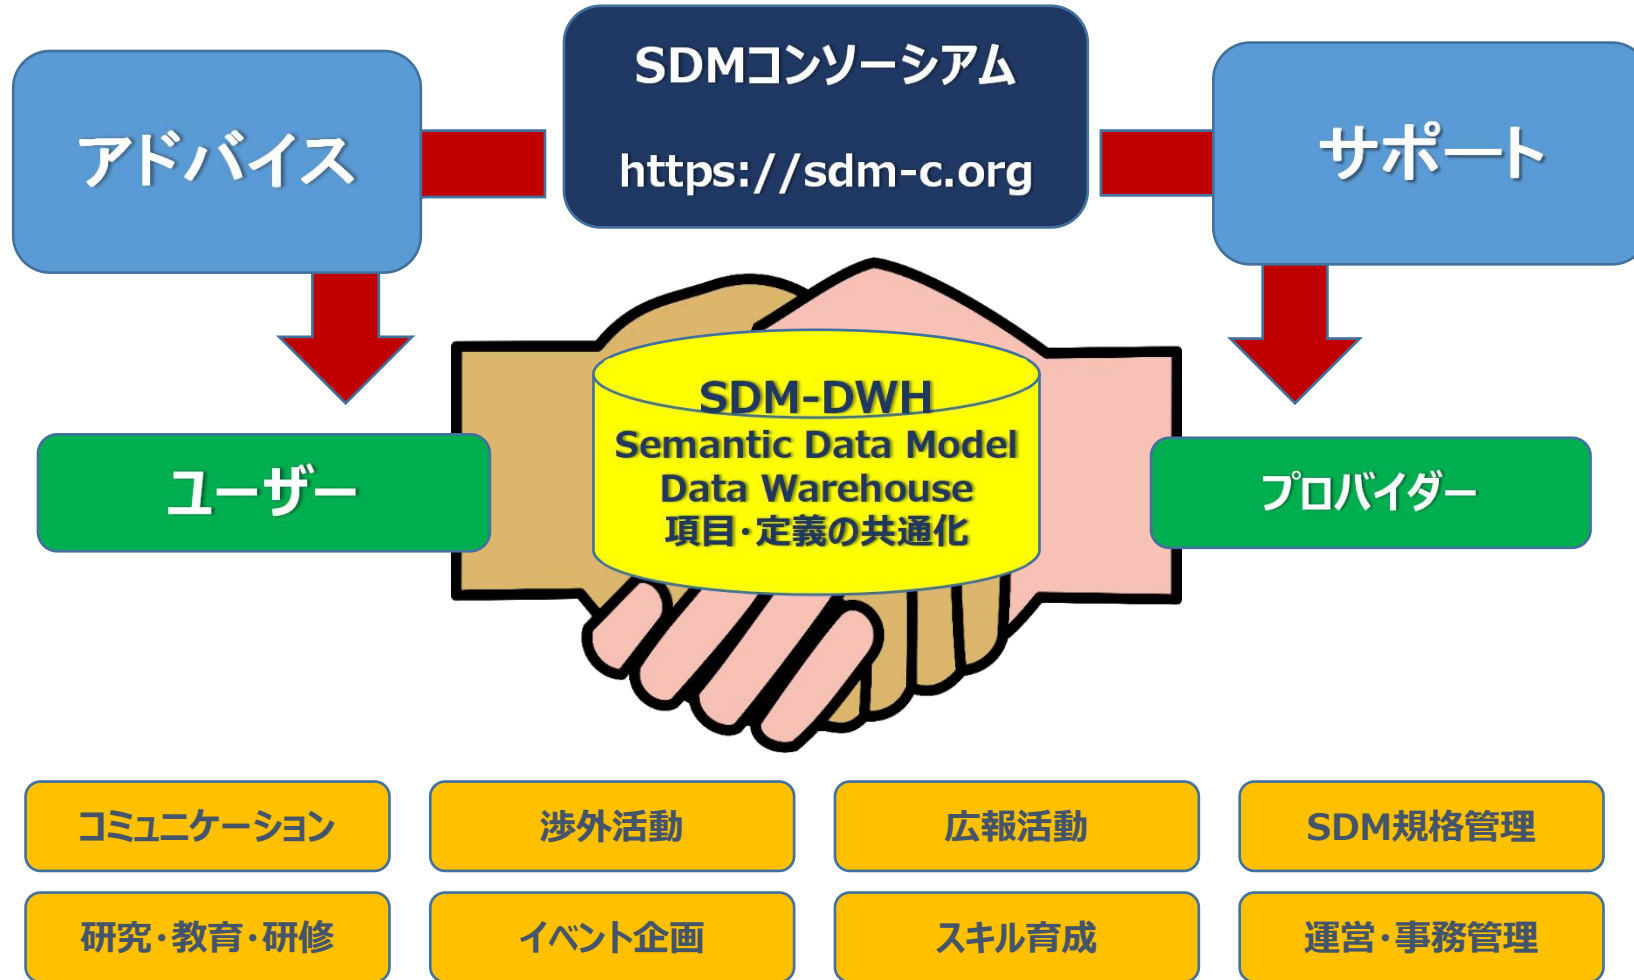 SDMコンソーシアム
https://sdm-c.org
アドバイス
サポート
SDM-DWH
Semantic Data Model
Data Warehouse
項目･定義の共通化
ユーザー
プロバイダー
コミュニケーション
渉外活動
広報活動
SDM規格管理
研究･教育･研修
イベント企画
スキル育成
運営･事務管理